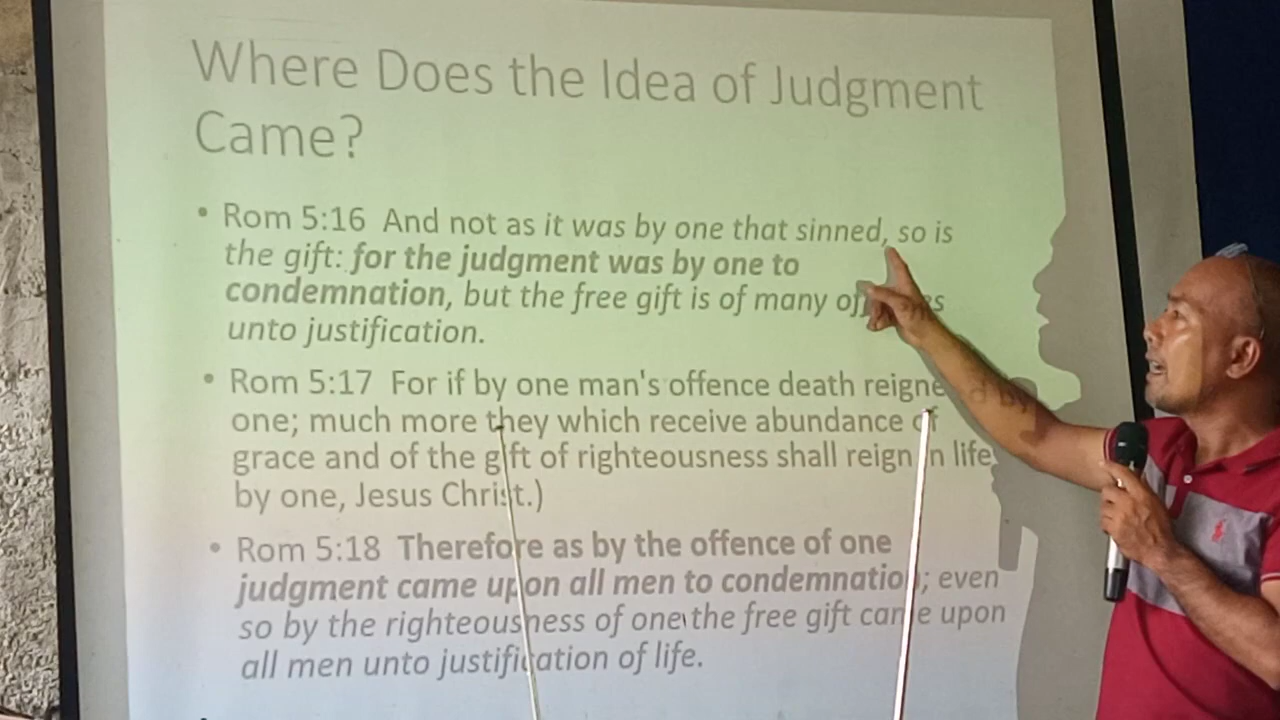 Where Does the Idea of Judgment
Came?
• Rom 5:16 And not as it was by one that sinned, so is
the gift: for the judgment was by one to
condemnation, but the free gift is of many
unto justification.
• Rom 5:17 For if by one man's offence death reigned by
one; much more they which receive abundance of
grace and of the gift of righteousness shall reign in life
by one, Jesus Christ.)
• Rom 5:18 Therefore as by the offence of one
judgment came upon all men to condemnation; even
so by the righteousness of one the free gift came upon
all men unto justification of life.